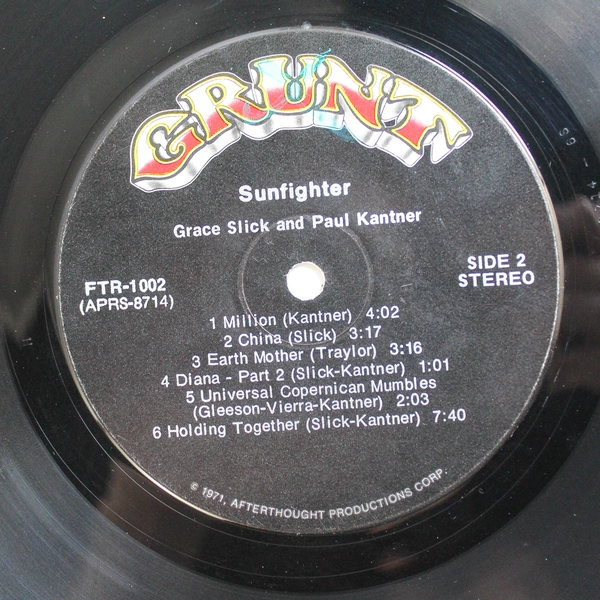 GRUNT
Sunfighter
Grace Slick and Paul Kantner
FTR-1002
(APRS-8714)
SIDE 2
STEREO
1 Million (Kantner) 4:02
2 China (Slick) 3:17
3 Earth Mother (Traylor) 3:16
4 Diana - Part 2 (Slick-Kantner) 1:01
5 Universal Copernican Mumbles
(Gleeson-Vierra-Kantner) 2:03
6 Holding Together (Slick-Kantner) 7:40
© 1971, AFTERTHOUGHT PRODUCTIONS CORP.